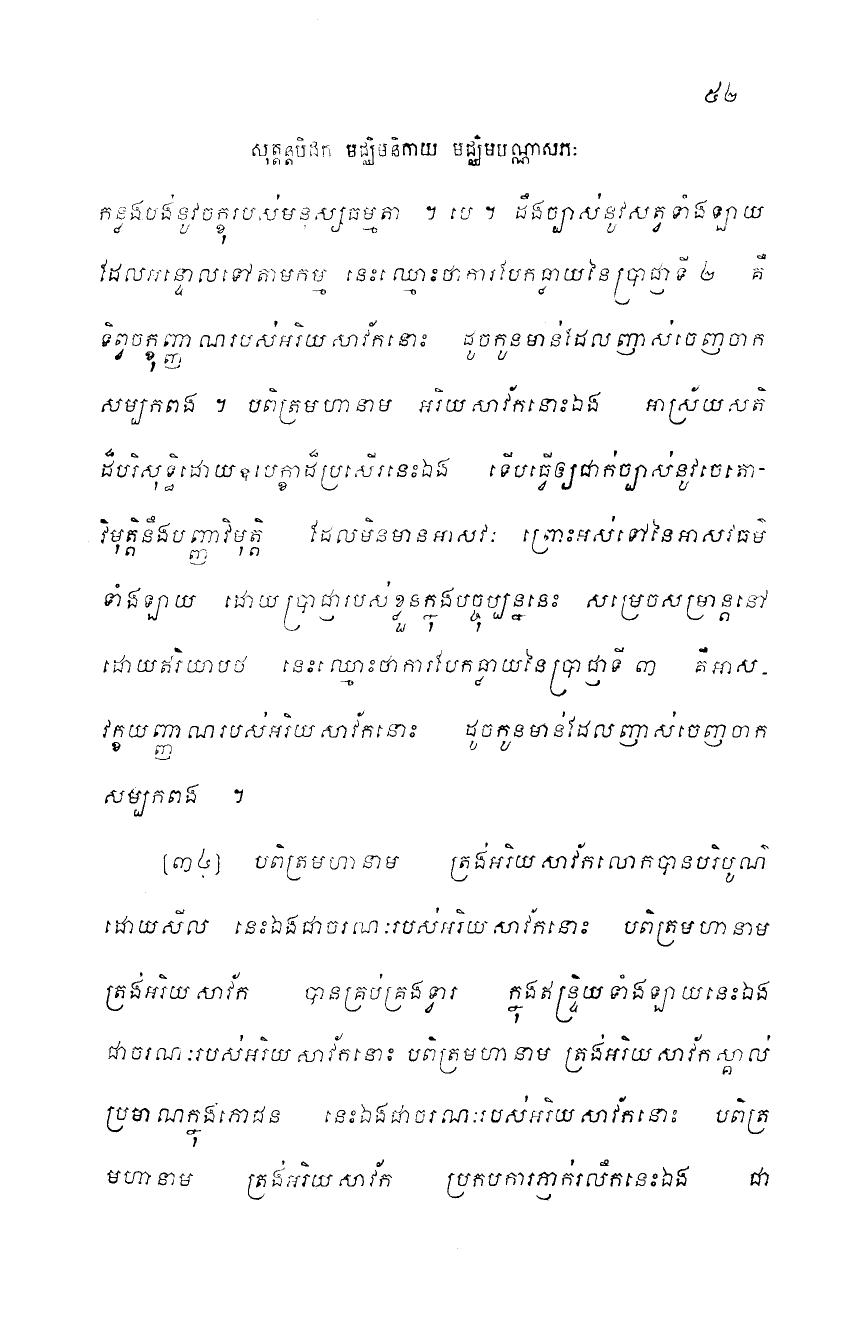 ៥២
សុត្តន្តបិដក មជ្ឈិមនិកាយ មជ្ឈិមបណ្ណាសកៈ
កន្លងបង់នូវចក្ខុរបស់មនុស្សធម្មតា ។ បេ ។ ដឹងច្បាស់នូវសត្វទាំងឡាយ
ដែលអន្ទោលទៅតាមកម្ម នេះឈ្មោះថាការបែកធ្លាយនៃប្រាជ្ញាទី ២ គឺ
ទិព្វចក្ខុញ្ញាណរបស់អរិយសាវ័កនោះ ដូចកូនមាន់ដែលញាស់ចេញចាក
សម្បកពង ។ បពិត្រមហានាម អរិយសាវ័កនោះឯង អាស្រ័យសតិ
ដ៏បរិសុទ្ធិដោយឧបេក្ខាដ៏ប្រសើរនេះឯង ទើបធ្វើឲ្យជាក់ច្បាស់នូវចេតោ-
វិមុត្តិនឹងបញ្ញាវិមុត្តិ ដែលមិនមានអាសវៈ ព្រោះអស់ទៅនៃអាសវធម៌
ទាំងឡាយ ដោយប្រាជ្ញារបស់ខ្លួនក្នុងបច្ចុប្បន្ននេះ សម្រេចសម្រាន្តនៅ
ដោយឥរិយាបថ នេះឈ្មោះថាការបែកធ្លាយនៃប្រាជ្ញាទី ៣ គឺអាស-
វក្ខយញ្ញាណរបស់អរិយសាវ័កនោះ ដូចកូនមាន់ដែលញាស់ចេញចាក
សម្បកពង ។
[៣៤] បពិត្រមហានាម ត្រង់អរិយសាវ័កលោកបានបរិបូណ៌
ដោយសីល នេះឯងជាចរណៈរបស់អរិយសាវ័កនោះ បពិត្រមហានាម
ត្រង់អរិយសាវ័ក បានគ្រប់គ្រងទ្វារ ក្នុងឥន្ទ្រិយទាំងឡាយនេះឯង
ជាចរណៈរបស់អរិយសាវ័កនោះ បពិត្រមហានាម ត្រង់អរិយសាវ័កស្គាល់
ប្រមាណក្នុងភោជន នេះឯងជាចរណៈរបស់អរិយសាវ័កនោះ បពិត្រ
មហានាម ត្រង់អរិយសាវ័ក ប្រកបការភ្ញាក់រលឹកនេះឯង ជា